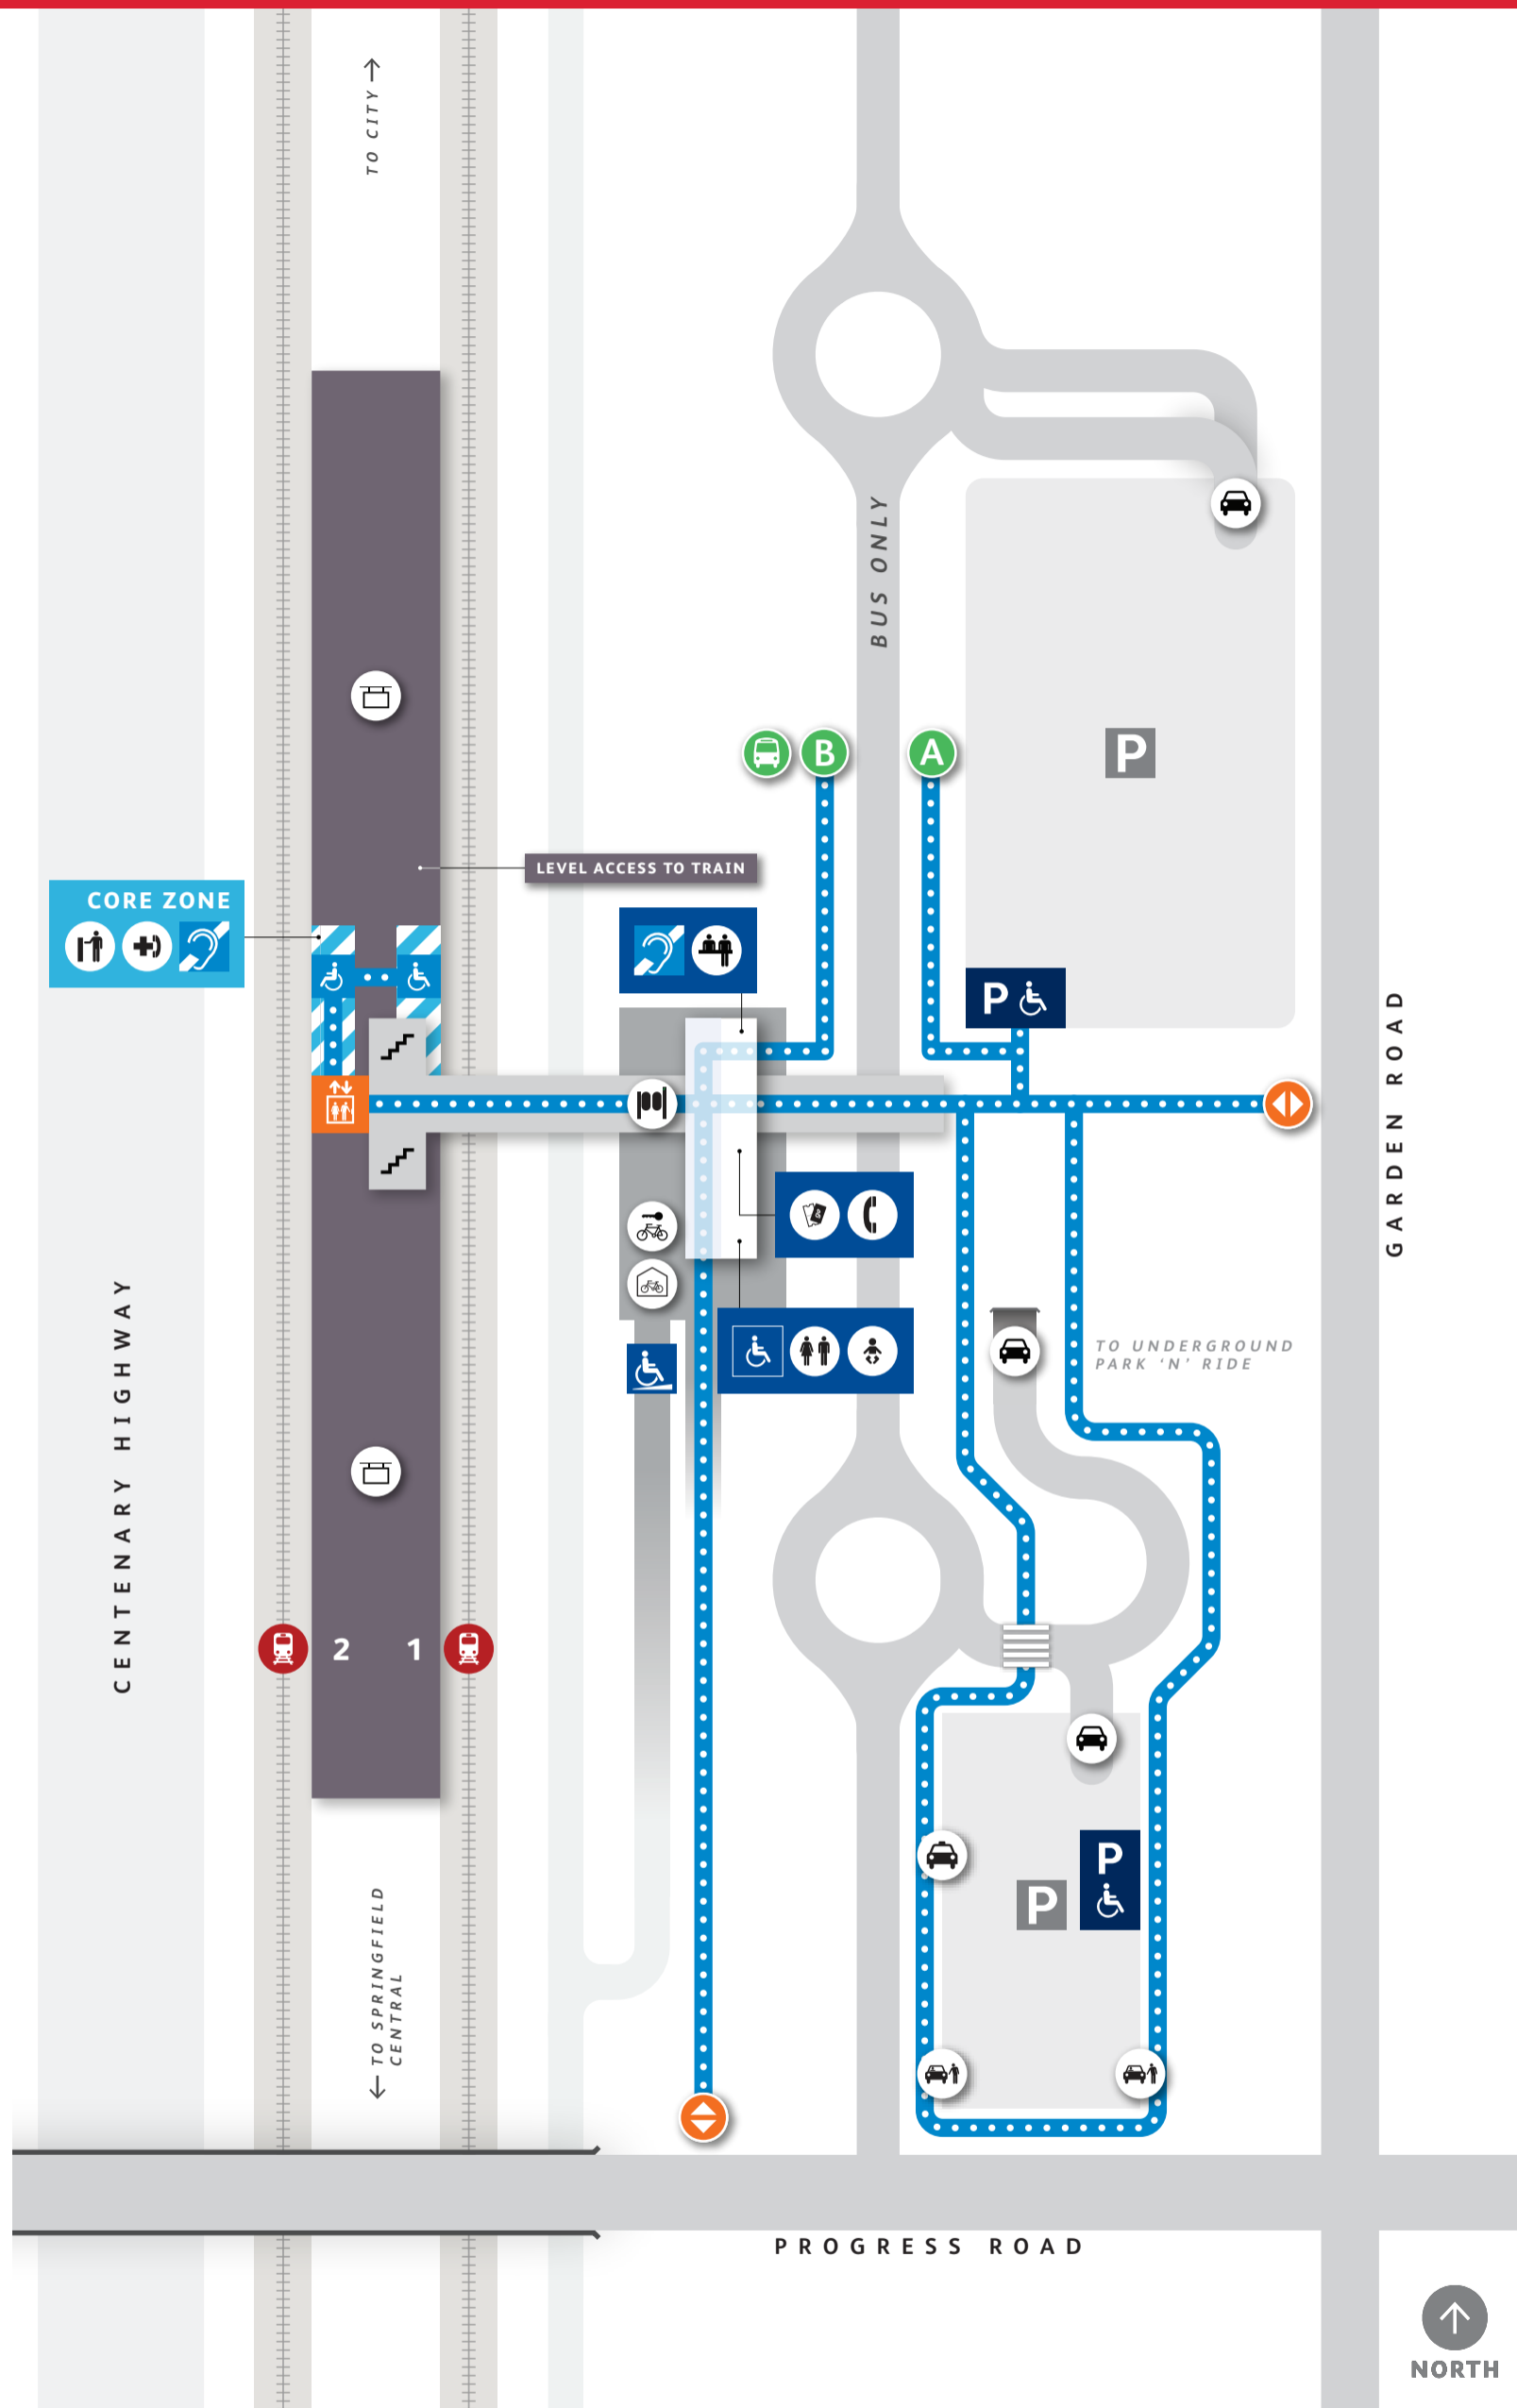 TO CITY
BUS ONLY
B
A
P
LEVEL ACCESS TO TRAIN
CORE ZONE
P
GARDEN ROAD
go
TO UNDERGROUND
PARK ‘N’ RIDE
CENTENARY HIGHWAY
2
1
P
P
TO SPRINGFIELD
CENTRAL
PROGRESS ROAD
NORTH